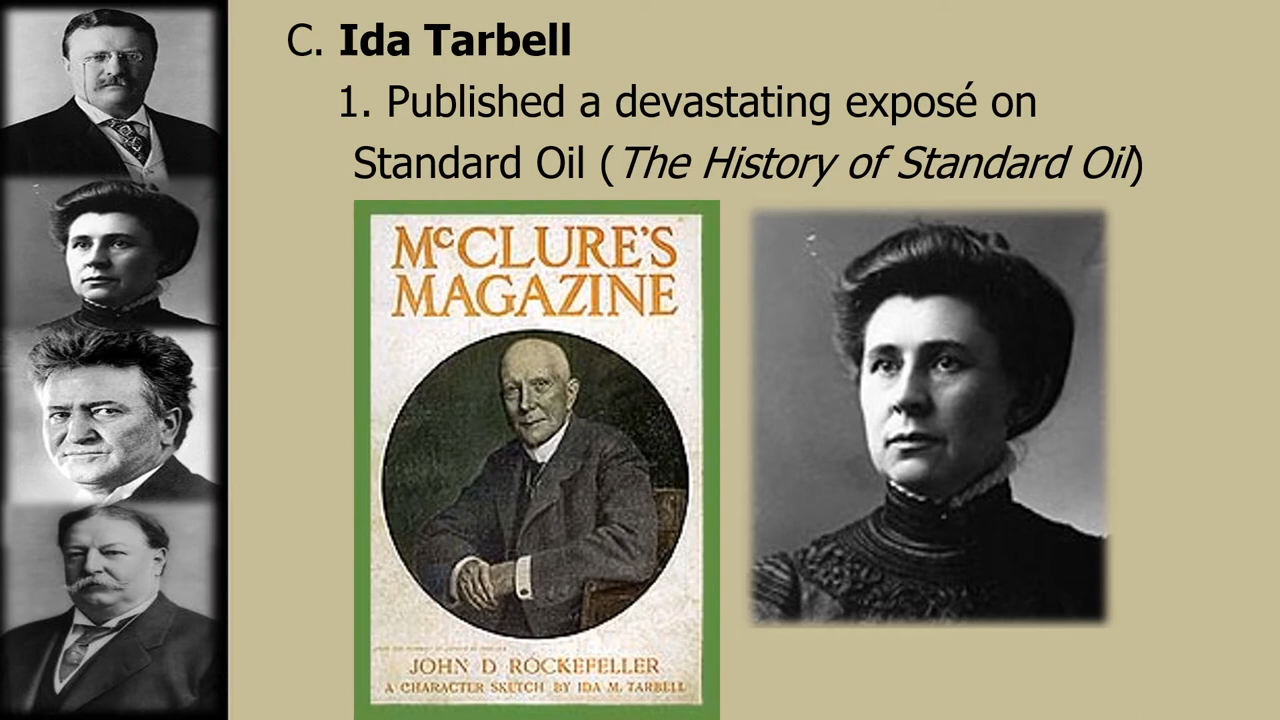 C. Ida Tarbell
1. Published a devastating exposé on
Standard Oil (The History of Standard Oil)
McCLURE'S
MAGAZINE
JOHN D ROCKEFELLER
A CHARACTER SKETCH BY IDA M. TARBELL